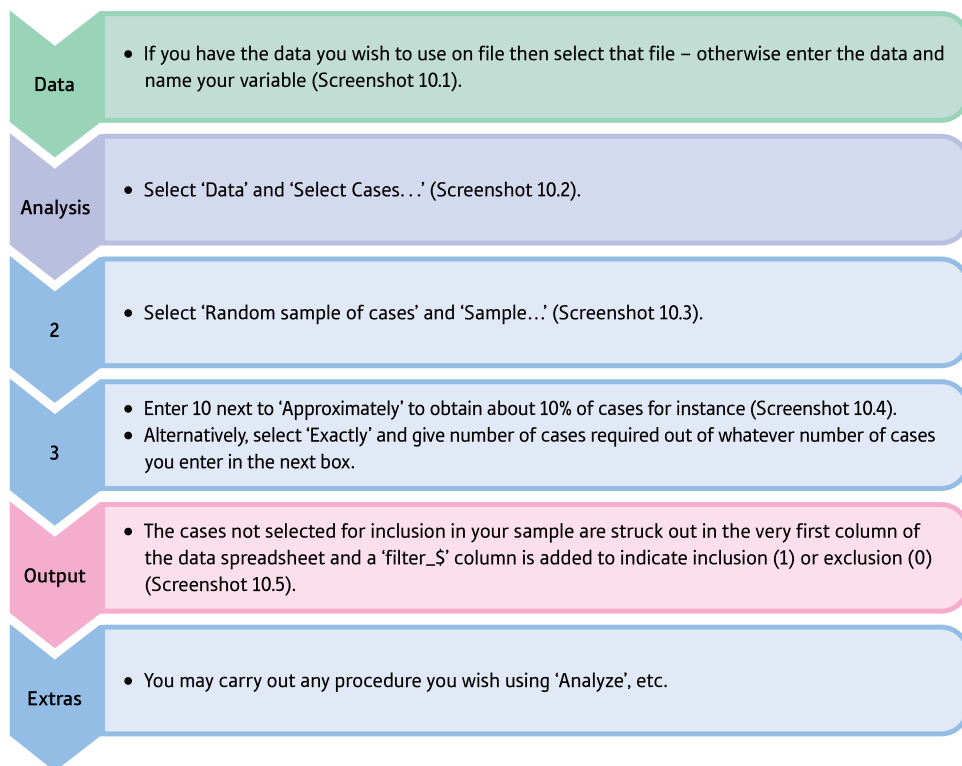 Data
• If you have the data you wish to use on file then select that file – otherwise enter the data and
name your variable (Screenshot 10.1).
Analysis
• Select ‘Data’ and ‘Select Cases. . .’ (Screenshot 10.2).
2
• Select ‘Random sample of cases’ and ‘Sample...’ (Screenshot 10.3).
3
• Enter 10 next to ‘Approximately’ to obtain about 10% of cases for instance (Screenshot 10.4).
• Alternatively, select ‘Exactly’ and give number of cases required out of whatever number of cases
you enter in the next box.
Output
• The cases not selected for inclusion in your sample are struck out in the very first column of
the data spreadsheet and a ‘filter_$’ column is added to indicate inclusion (1) or exclusion (0)
(Screenshot 10.5).
Extras
• You may carry out any procedure you wish using ‘Analyze’, etc.